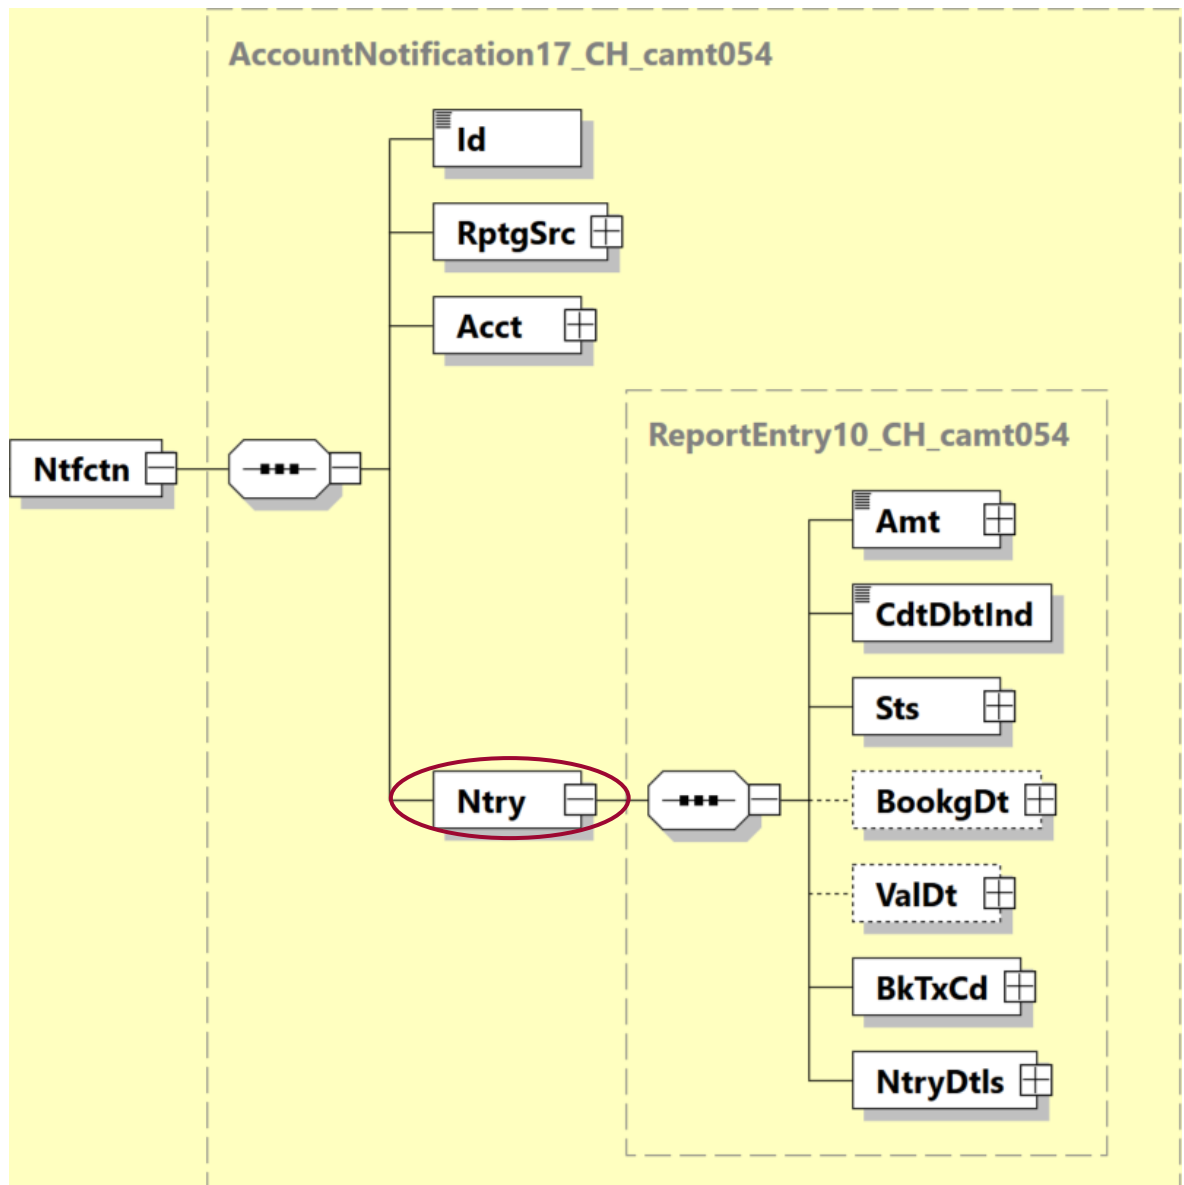 AccountNotification17_CH_camt054
Id
RptgSrc
Acct
Ntfctn
ReportEntry10_CH_camt054
Amt
CdtDbtInd
Sts
Ntry
BookgDt
ValDt
BkTxCd
NtryDtls